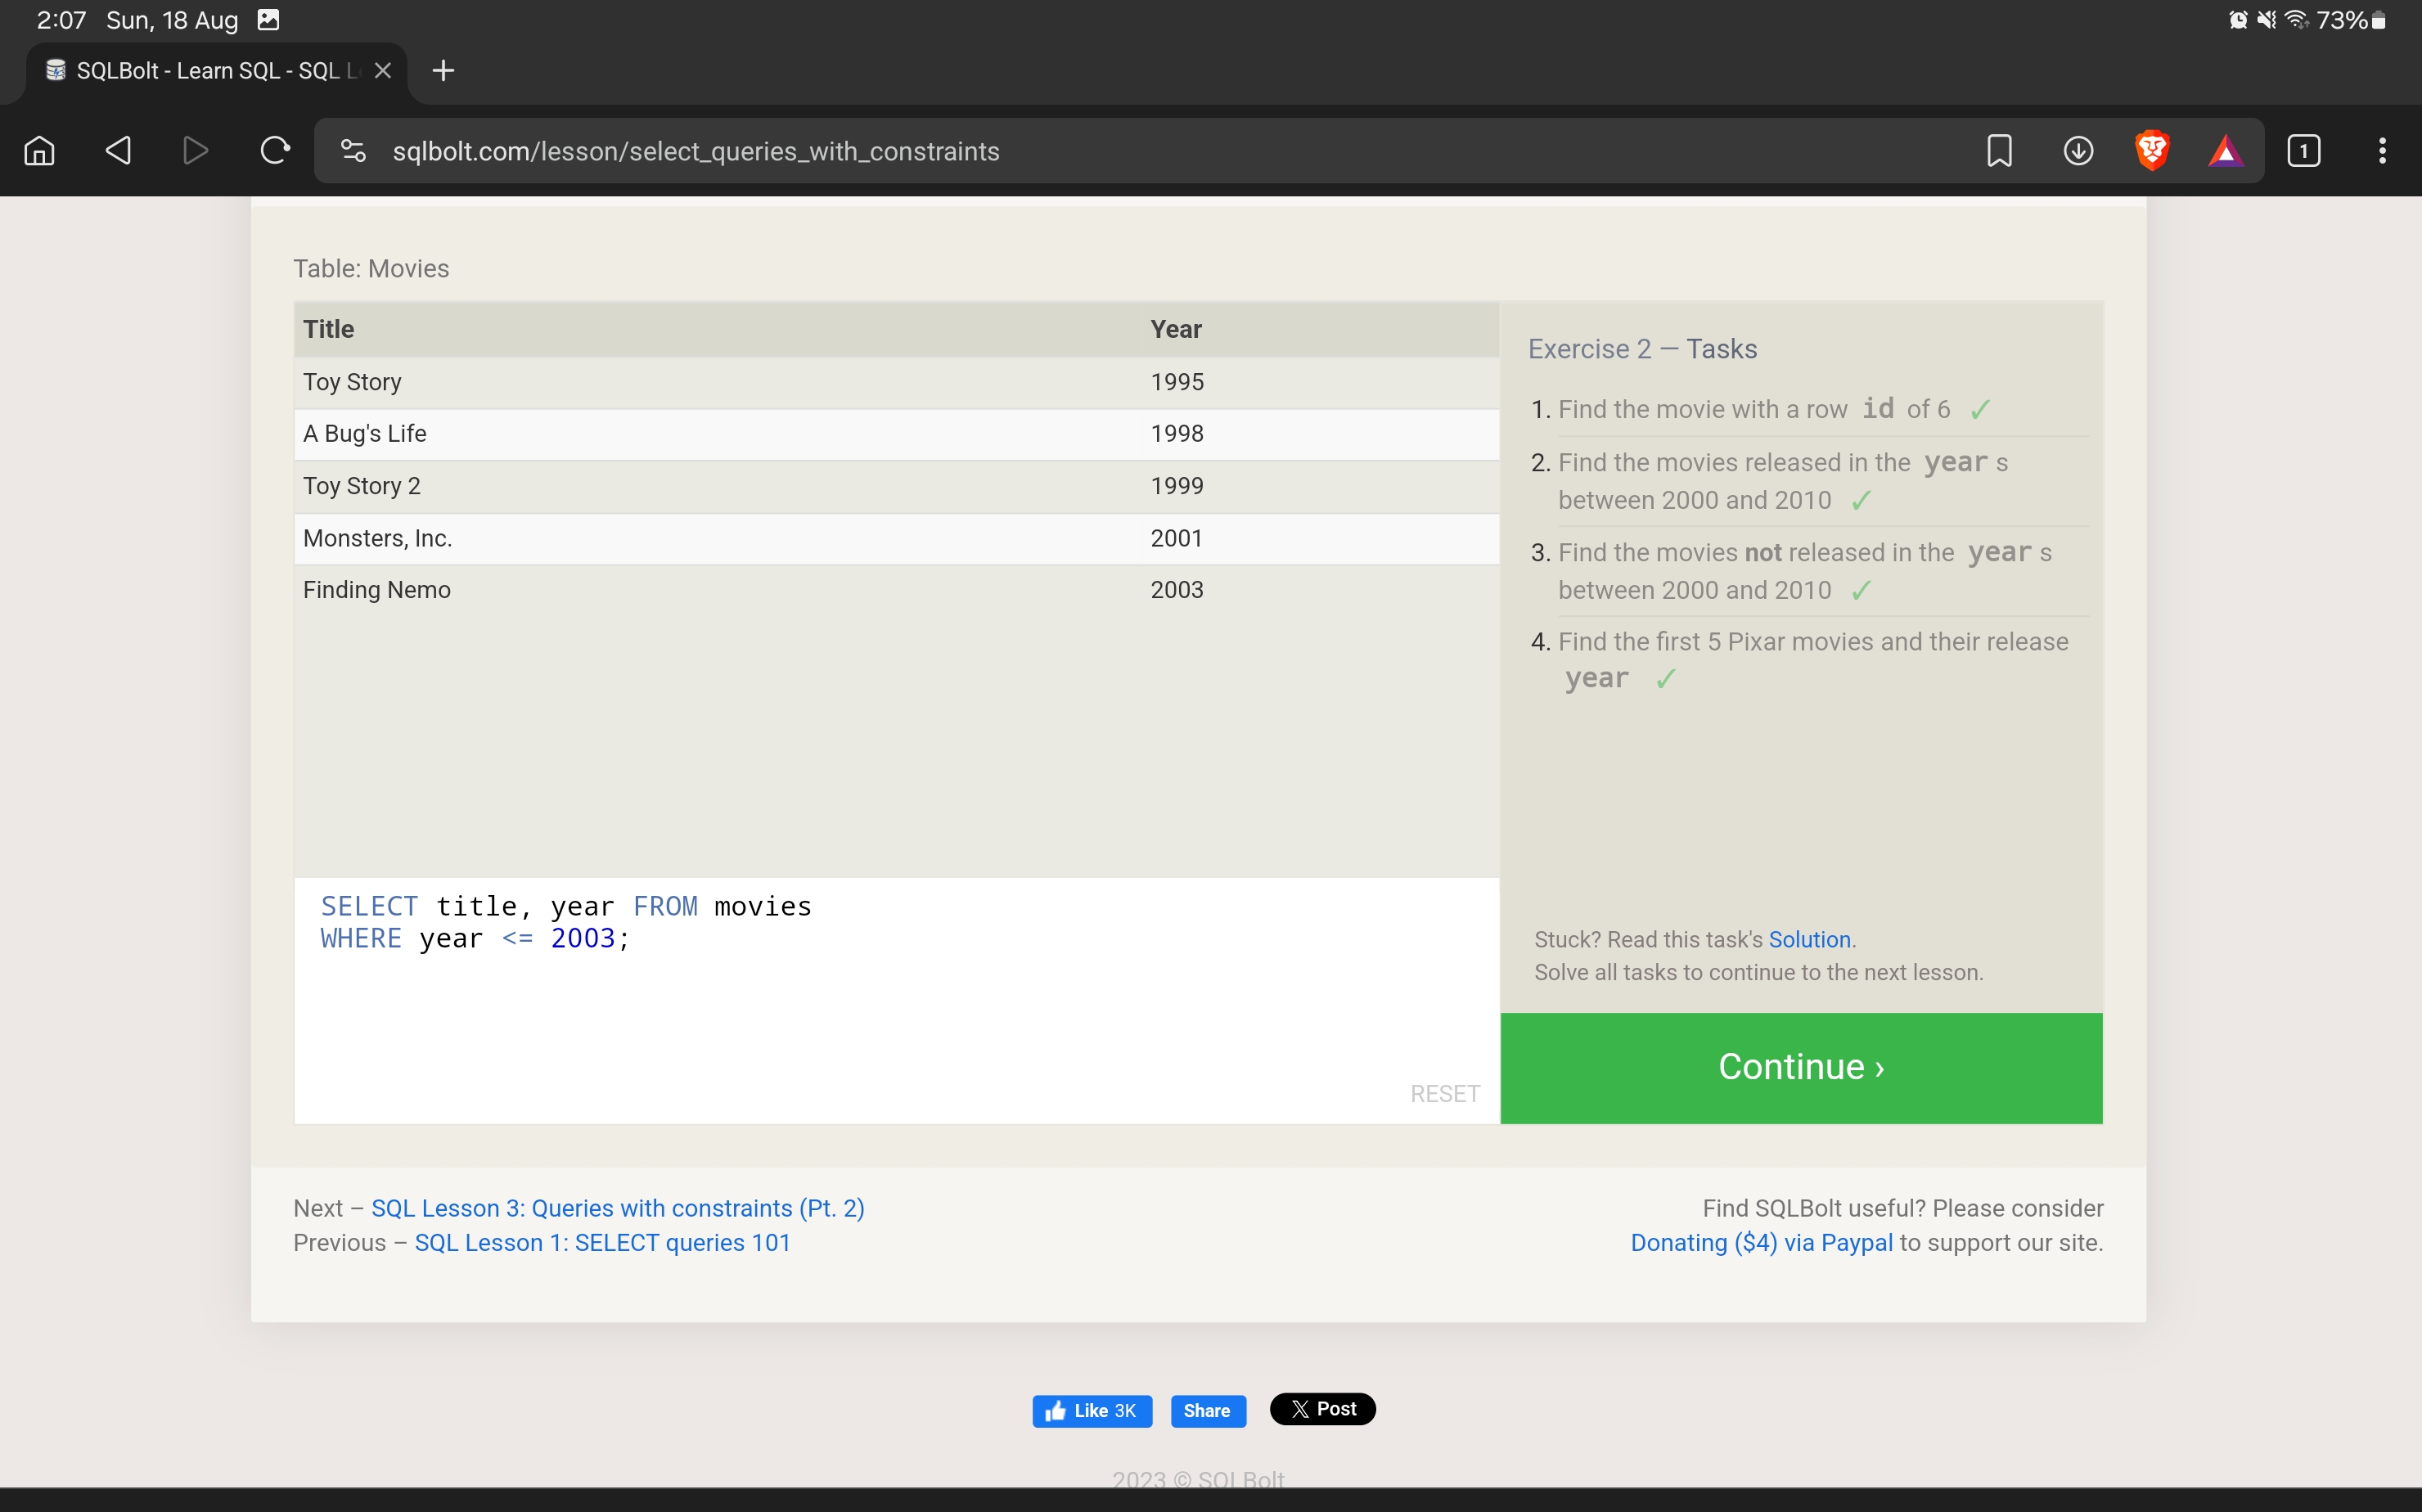 2:07 Sun, 18 Aug 73%
SQLBolt - Learn SQL - SQL L
sqlbolt.com/lesson/select_queries_with_constraints 1
Table: Movies
Title Year
Toy Story 1995
A Bug's Life 1998
Toy Story 2 1999
Monsters, Inc. 2001
Finding Nemo 2003
SELECT title, year FROM movies
WHERE year <= 2003;
RESET
Exercise 2 — Tasks
1. Find the movie with a row id of 6 ✓
2. Find the movies released in the year s
between 2000 and 2010 ✓
3. Find the movies not released in the year s
between 2000 and 2010 ✓
4. Find the first 5 Pixar movies and their release
year ✓
Stuck? Read this task's Solution.
Solve all tasks to continue to the next lesson.
Continue ›
Next – SQL Lesson 3: Queries with constraints (Pt. 2)
Previous – SQL Lesson 1: SELECT queries 101
Find SQLBolt useful? Please consider
Donating ($4) via Paypal to support our site.
Like 3K Share X Post
2023 © SQLBolt